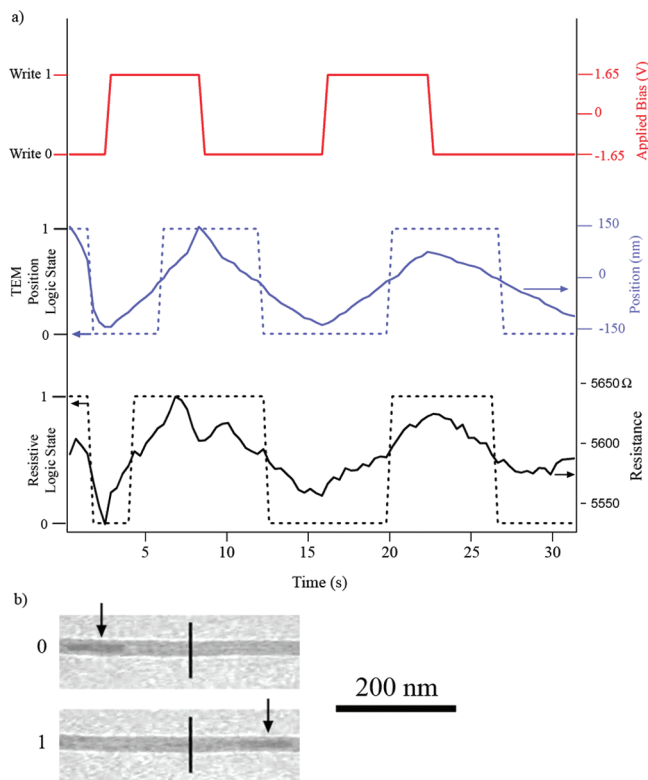 a)
Write 1
Write 0
1.65
0
-1.65
Applied Bias (V)
1
0
TEM
Position
Logic State
150
0
-150
Position (nm)
1
0
Resistive
Logic State
5650 Ω
5600
5550
Resistance
5
10
15
20
25
30
Time (s)
b)
0
1
200 nm